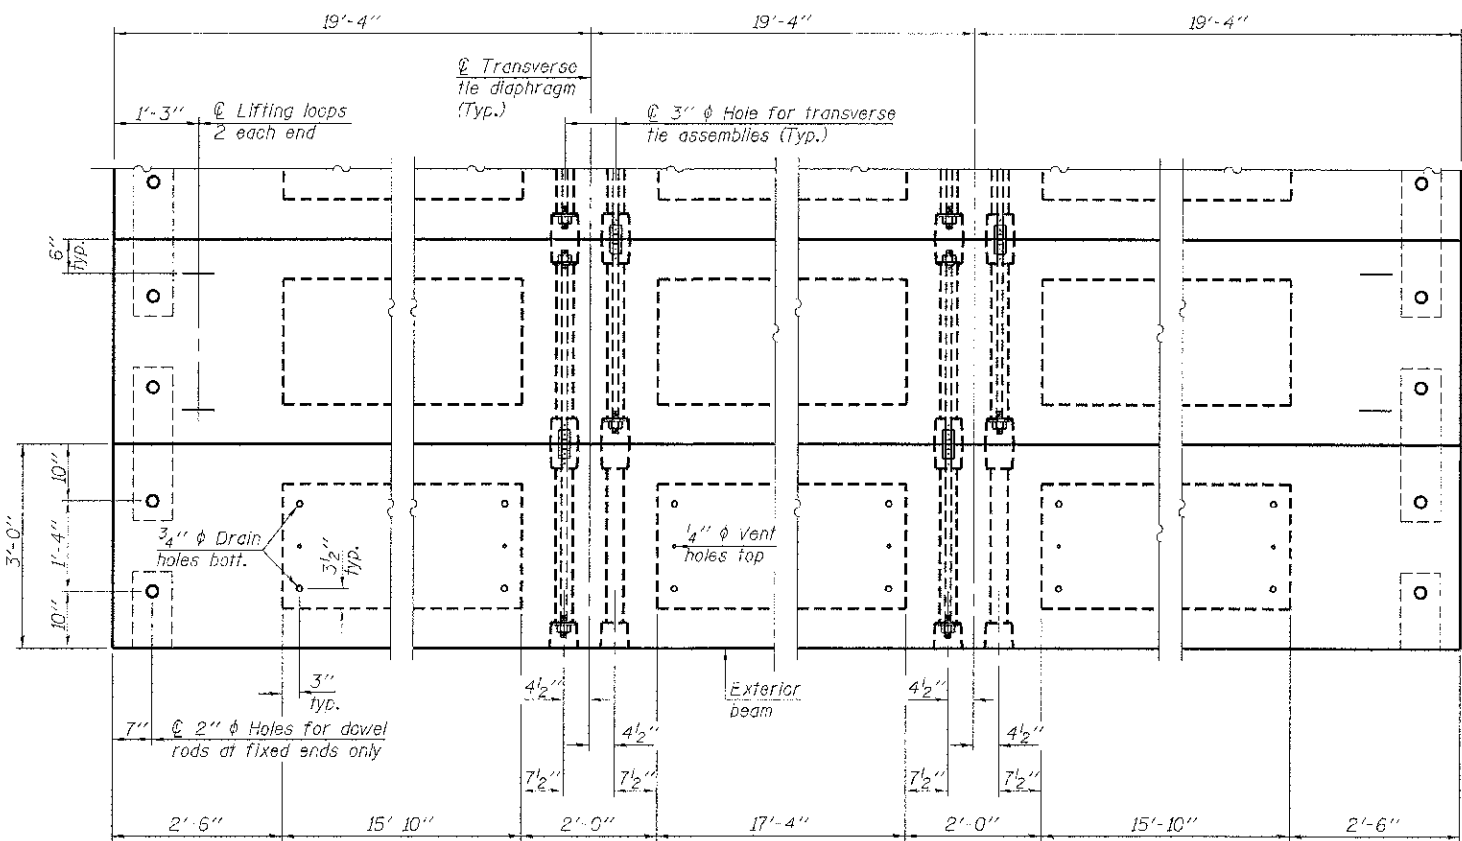 19'-4"
19'-4"
19'-4"
℄ Transverse
tie diaphragm
(Typ.)
1'-3"
℄ Lifting loops
2 each end
℄ 3" ϕ Hole for transverse
tie assemblies (Typ.)
6"
typ.
3'-0"
10"
1'-4"
10"
3/4" ϕ Drain
holes bott.
3 1/2"
typ.
1/4" ϕ Vent
holes top
3"
typ.
7"
℄ 2" ϕ Holes for dowel
rods at fixed ends only
4 1/2"
4 1/2"
7 1/2"
7 1/2"
Exterior
beam
4 1/2"
4 1/2"
7 1/2"
7 1/2"
2'-6"
15'-10"
2'-0"
17'-4"
2'-0"
15'-10"
2'-6"